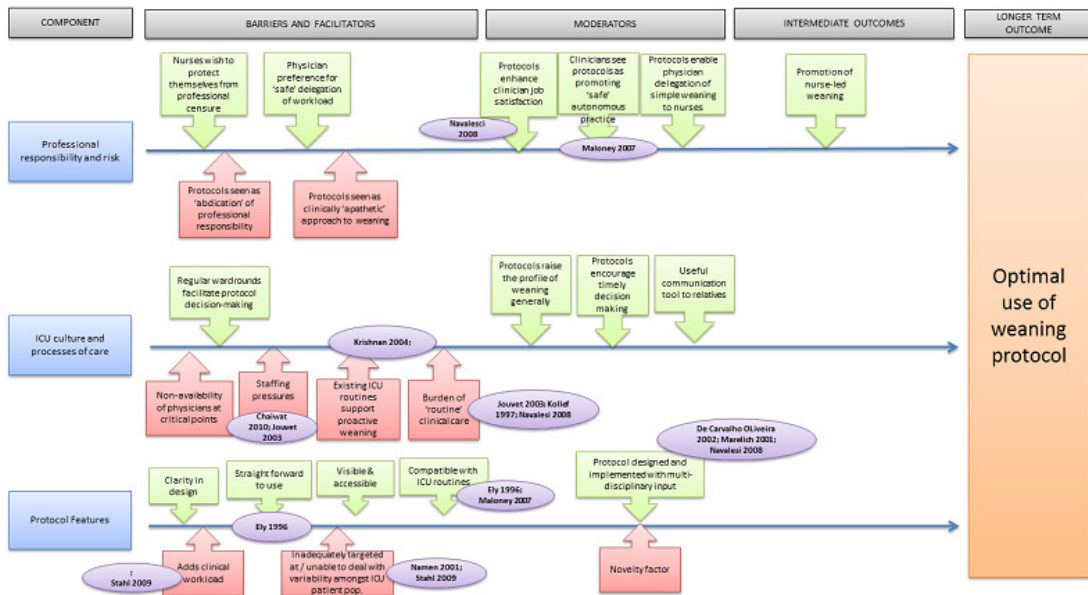 COMPONENT
BARRIERS AND FACILITATORS
MODERATORS
INTERMEDIATE OUTCOMES
LONGER TERM
OUTCOME
Nurses wish to
protect themselves from
professional
censure
Physician
preference for
‘safe’ delegation
of workload
Protocols
enhance
clinician job
satisfaction
Clinicians see
protocols as
promoting
‘safe’
autonomous
practice
Protocols enable
physician
delegation of
simple weaning to
nurses
Promotion of
nurse-led
weaning
Navalesci
2008
Maloney 2007
Professional
responsibility and risk
Protocols seen as
‘abdication’ of
professional
responsibility
Protocols seen as
clinically ‘apathetic’
approach to weaning
Regular wardrounds
facilitate protocol
decision-making
Protocols raise
the profile of
weaning
generally
Protocols
encourage
timely
decision
making
Useful
communication
tool to relatives
ICU culture and
processes of care
Krishnan 2004;
Non-availability
of physicians at
critical points
Staffing
pressures
Chaiwat
2010; Jouvet
2003
Existing ICU
routines
support
proactive
weaning
Burden of
‘routine’
clinical care
Jouvet 2003; Kollef
1997; Navalesi 2008
De Carvalho OLiveira
2002; Marelich 2001;
Navalesi 2008
Clarity in
design
Straight forward
to use
Visible &
accessible
Compatible with
ICU routines
Ely 1996;
Maloney 2007
Protocol designed and
implemented with multi-
disciplinary input
Protocol Features
Ely 1996
;
Stahl 2009
Adds clinical
workload
Inadequately targeted
at / unable to deal with
variability amongst ICU
patient pop.
Namen 2001;
Stahl 2009
Novelty
factor
Optimal
use of
weaning
protocol